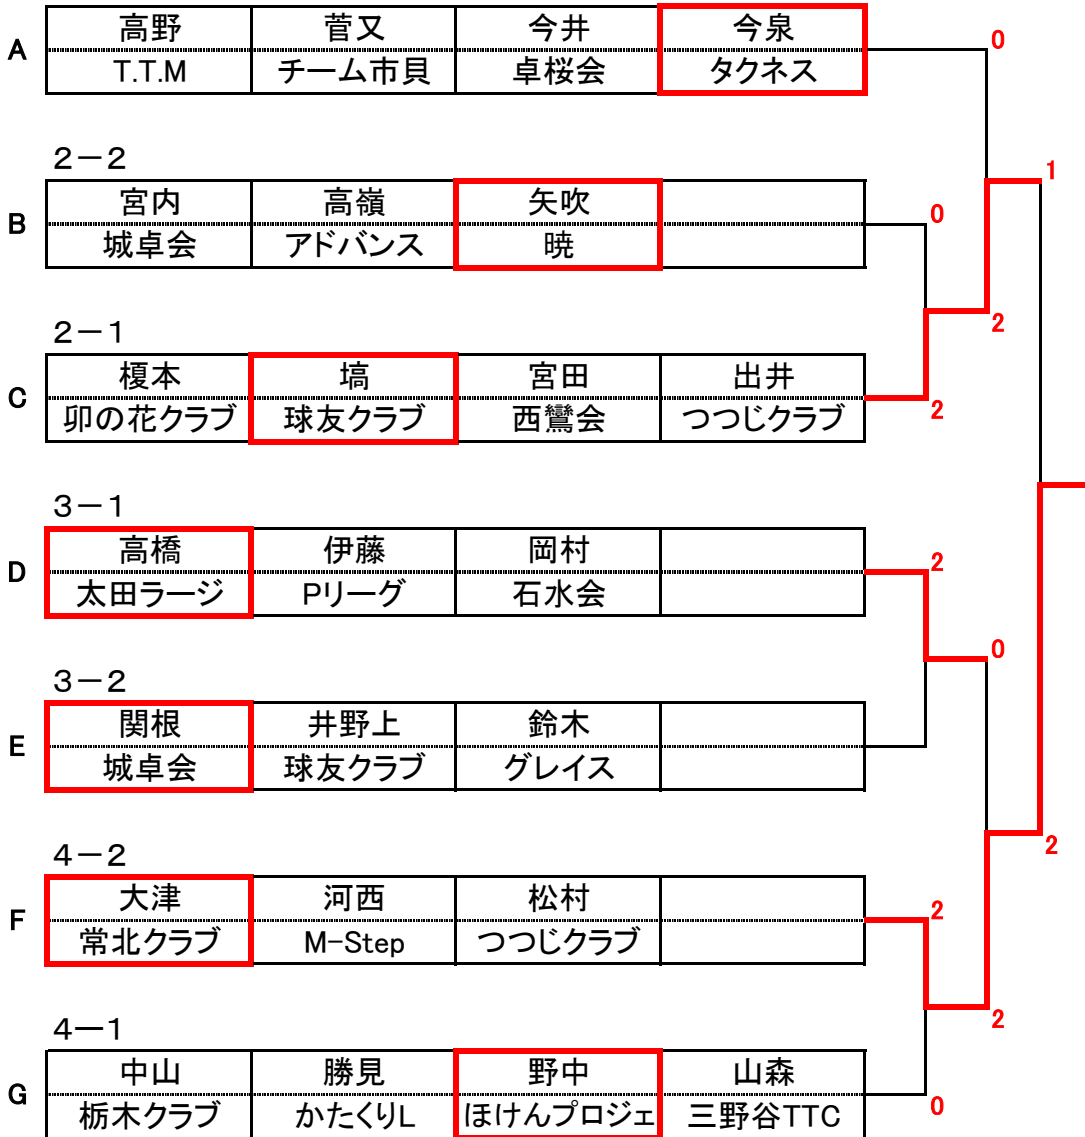 高野 菅又 今井 今泉 0
A
T.T.M チーム市貝 卓桜会 タクネス
2－2 1
宮内 高嶺 矢吹 0
B
城卓会 アドバンス 暁
2－1 2
榎本 塙 宮田 出井
C
卯の花クラブ 球友クラブ 西鷺会 つつじクラブ 2
3－1
高橋 伊藤 岡村 2
D
太田ラージ Pリーグ 石水会
3－2 0
関根 井野上 鈴木
E
城卓会 球友クラブ グレイス
4－2 2
大津 河西 松村 2
F
常北クラブ M-Step つつじクラブ
4－1 2
中山 勝見 野中 山森
G
栃木クラブ かたくりL ほけんプロジェ 三野谷TTC 0